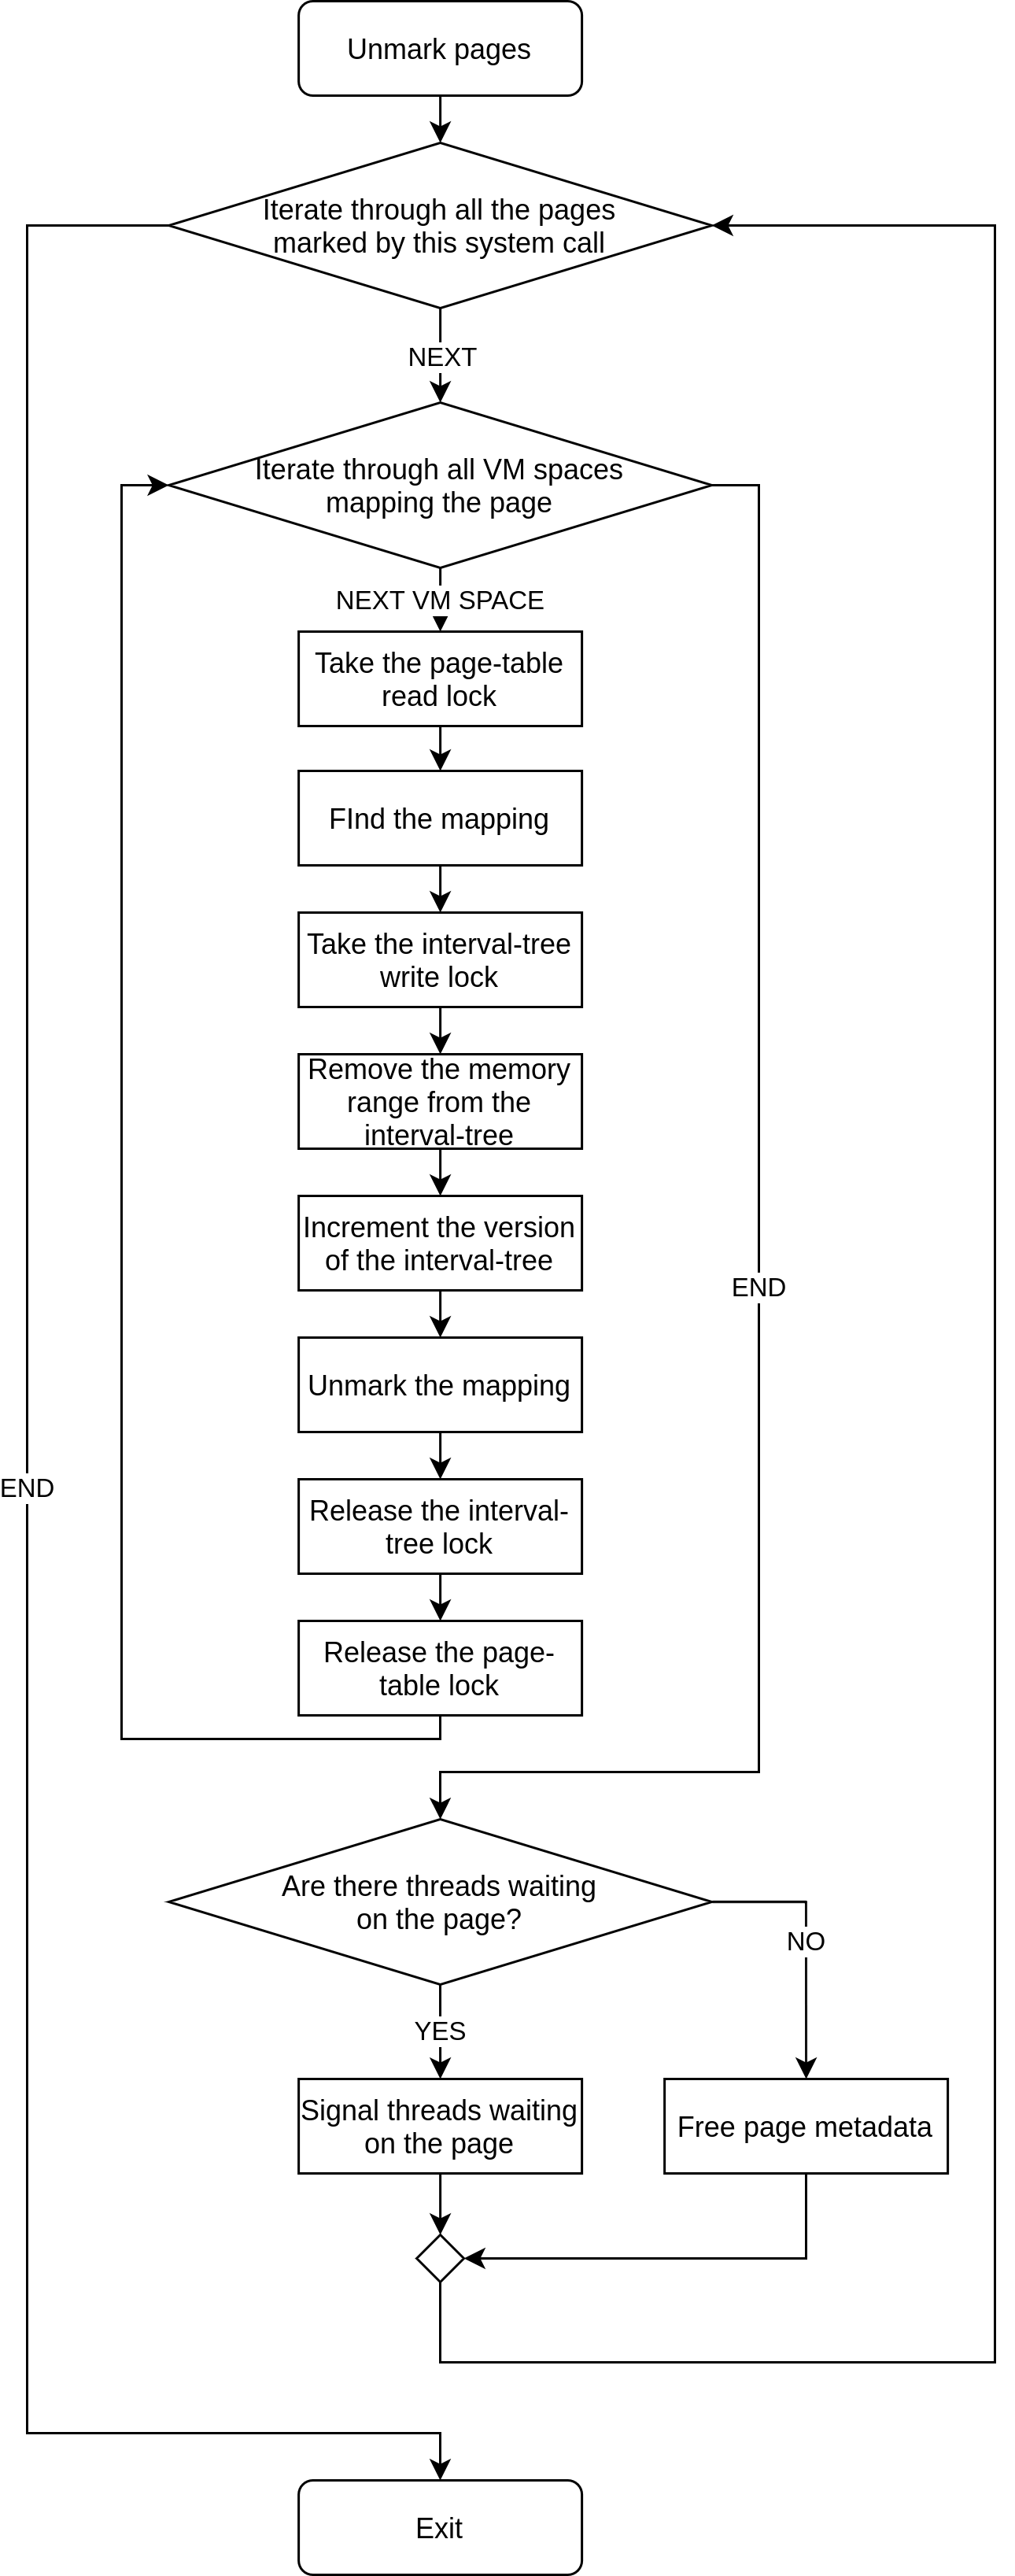 Unmark pages
Iterate through all the pages
marked by this system call
NEXT
Iterate through all VM spaces
mapping the page
NEXT VM SPACE
Take the page-table
read lock
FInd the mapping
Take the interval-tree
write lock
Remove the memory
range from the
interval-tree
Increment the version
of the interval-tree
END
Unmark the mapping
END
Release the interval-
tree lock
Release the page-
table lock
Are there threads waiting
on the page?
NO
YES
Signal threads waiting
on the page
Free page metadata
Exit